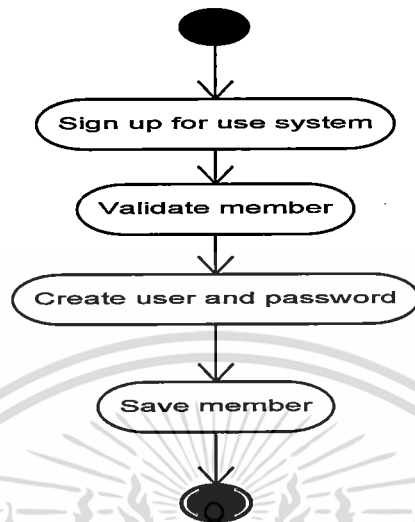 Sign up for use system
Validate member
Create user and password
Save member